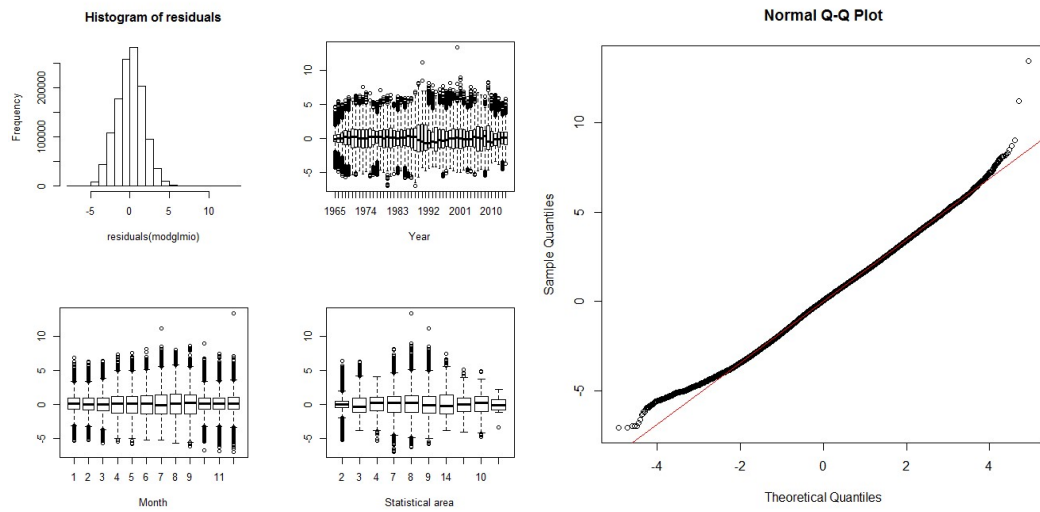 Histogram of residuals
Frequency
0
100000
200000
-5 0 5 10
residuals(modglmio)
10
5
0
-5
1965 1974 1983 1992 2001 2010
Year
10
5
0
-5
1 2 3 4 5 6 7 8 9 11
Month
10
5
0
-5
2 3 4 7 8 9 14 10
Statistical area
Normal Q-Q Plot
Sample Quantiles
10
5
0
-5
-4 -2 0 2 4
Theoretical Quantiles